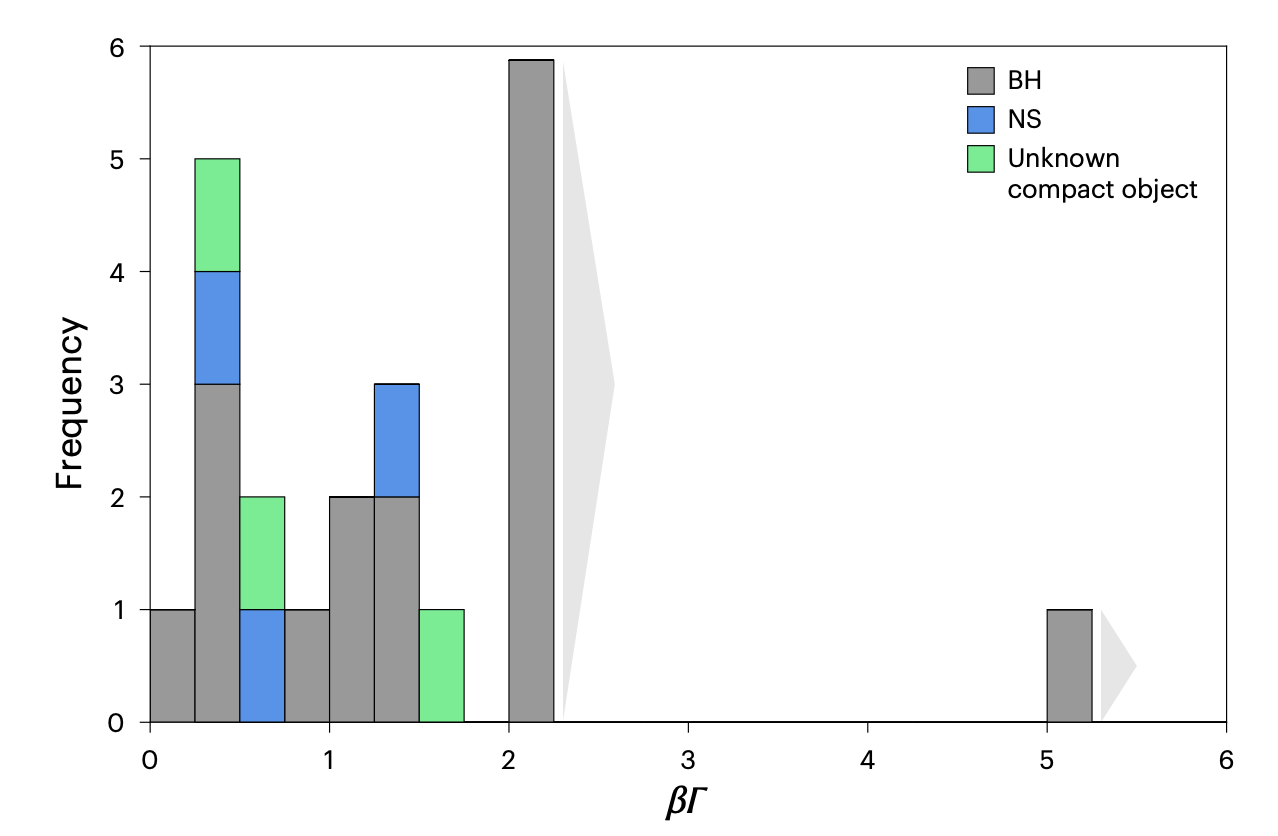 6
5
4
3
2
1
0
Frequency
BH
NS
Unknown
compact object
0 1 2 3 4 5 6
βΓ